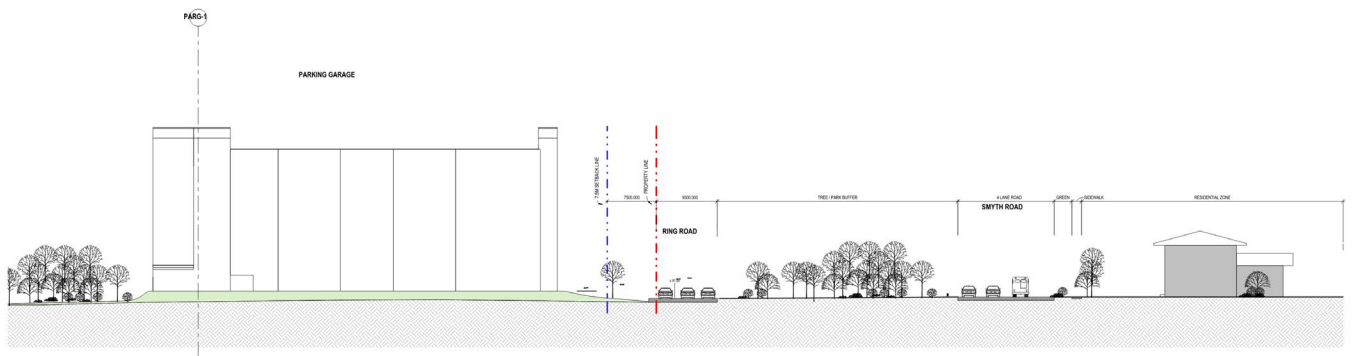 PARG-1
PARKING GARAGE
7.5M SETBACK LINE
PROPERTY LINE
7500.000
9300.000
TREE / PARK BUFFER
4 LANE ROAD
GREEN
SIDEWALK
RESIDENTIAL ZONE
RING ROAD
SMYTH ROAD